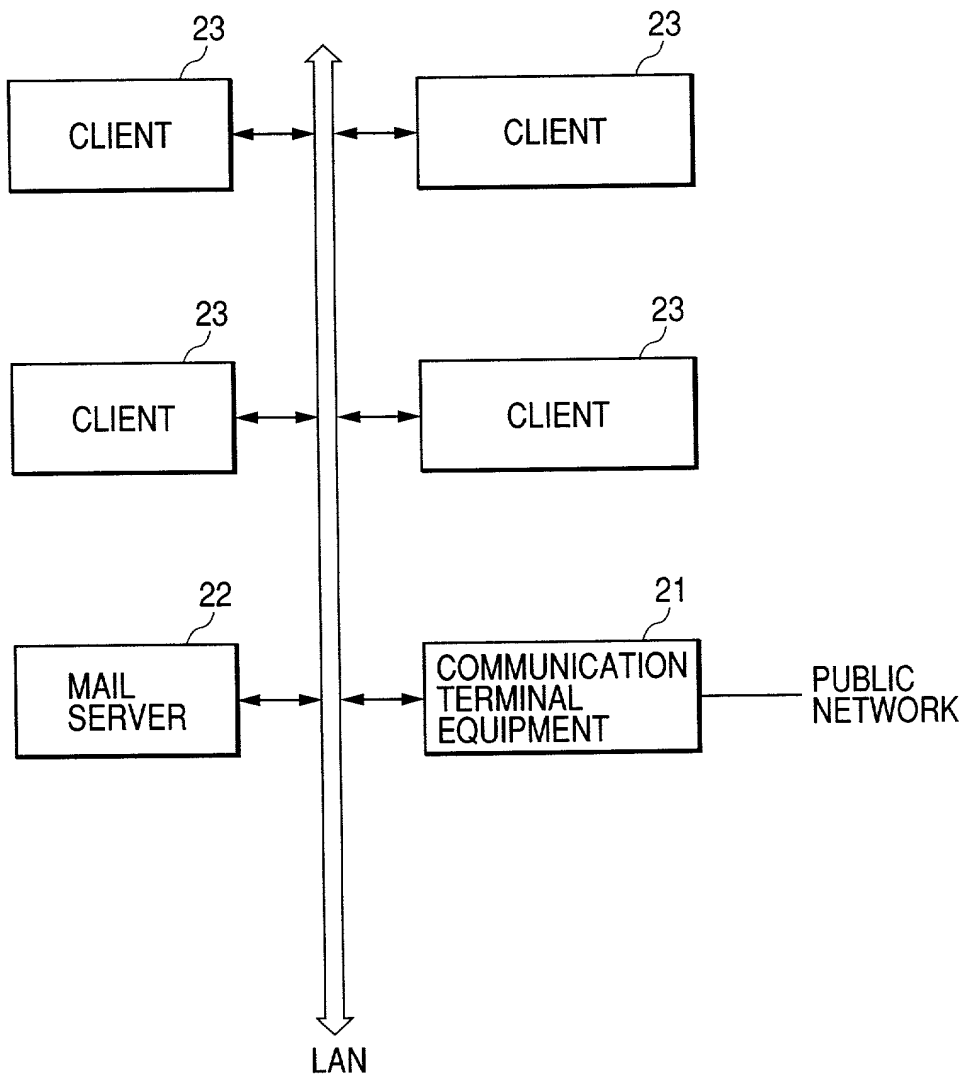 23
23
CLIENT
CLIENT
23
23
CLIENT
CLIENT
22
21
MAIL
SERVER
COMMUNICATION
TERMINAL
EQUIPMENT
PUBLIC
NETWORK
LAN